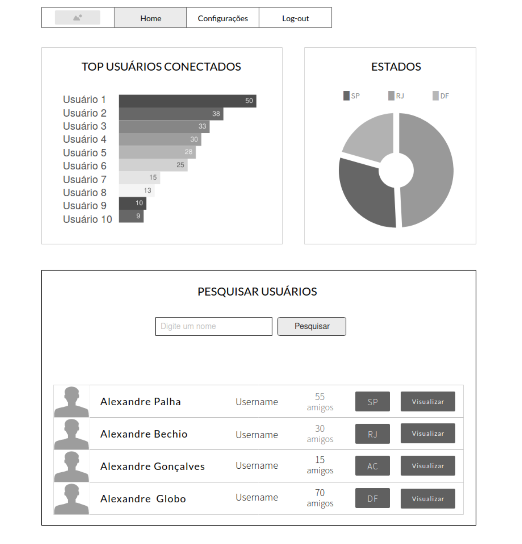 Home Configurações Log-out
TOP USUÁRIOS CONECTADOS
Usuário 1 50
Usuário 2 38
Usuário 3 33
Usuário 4 30
Usuário 5 28
Usuário 6 25
Usuário 7 15
Usuário 8 13
Usuário 9 10
Usuário 10 9
ESTADOS
SP RJ DF
PESQUISAR USUÁRIOS
Digite um nome Pesquisar
Alexandre Palha Username 55 amigos SP Visualizar
Alexandre Bechio Username 30 amigos RJ Visualizar
Alexandre Gonçalves Username 15 amigos AC Visualizar
Alexandre Globo Username 70 amigos DF Visualizar